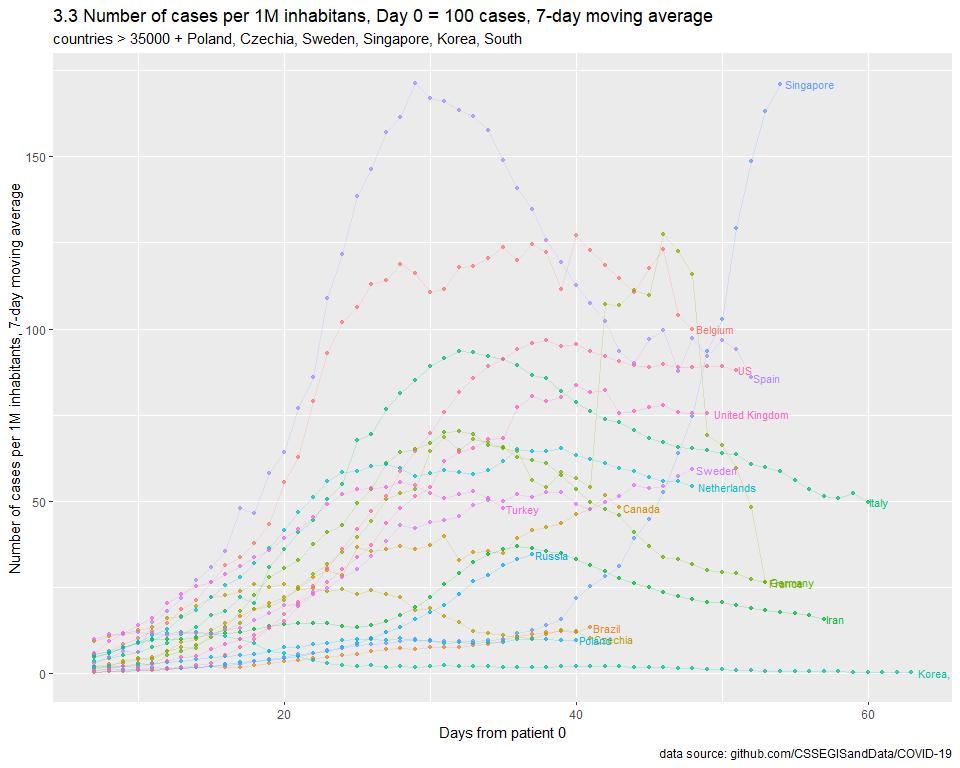 3.3 Number of cases per 1M inhabitans, Day 0 = 100 cases, 7-day moving average
countries > 35000 + Poland, Czechia, Sweden, Singapore, Korea, South
Number of cases per 1M inhabitants, 7-day moving average
150
100
50
0
Singapore
Belgium
US
Spain
United Kingdom
Sweden
Netherlands
Italy
Turkey
Canada
Russia
Germany
Iran
Brazil
Czechia
Poland
Korea,
20
40
60
Days from patient 0
data source: github.com/CSSEGISandData/COVID-19